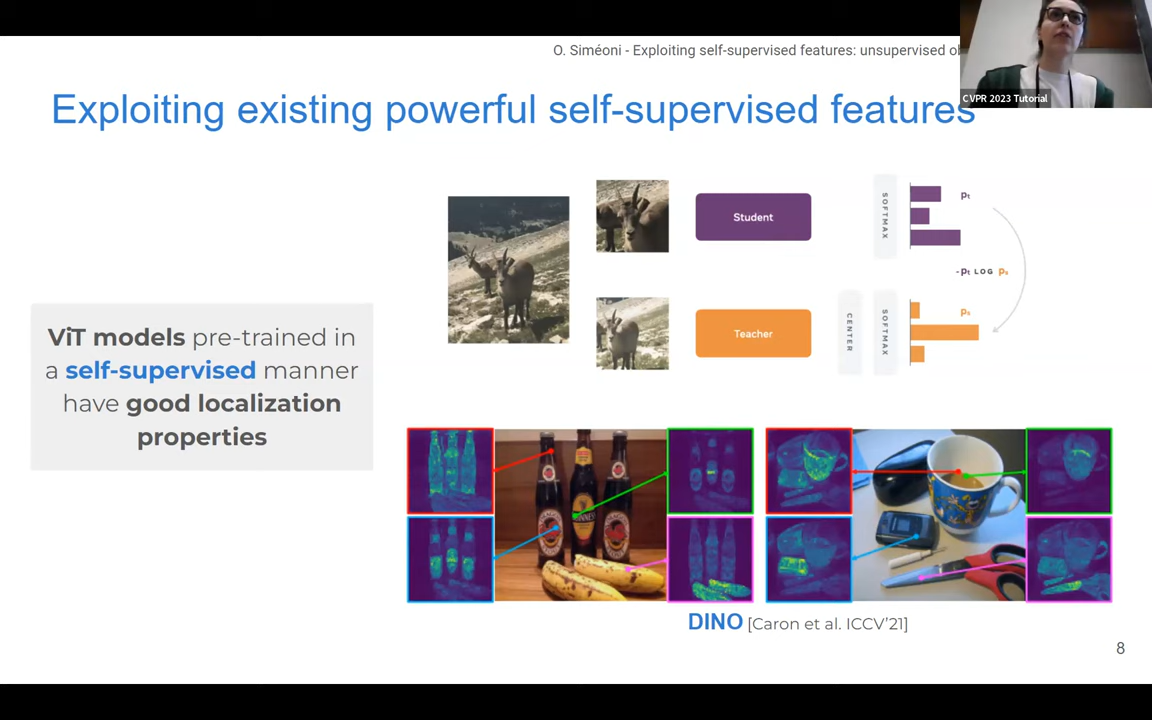 O. Siméoni - Exploiting self-supervised features: unsupervised
CVPR 2023 Tutorial
Exploiting existing powerful self-supervised features
Student
SOFTMAX
pt
-pt LOG ps
Teacher
CENTER
SOFTMAX
ps
ViT models pre-trained in
a self-supervised manner
have good localization
properties
DINO [Caron et al. ICCV'21]
8